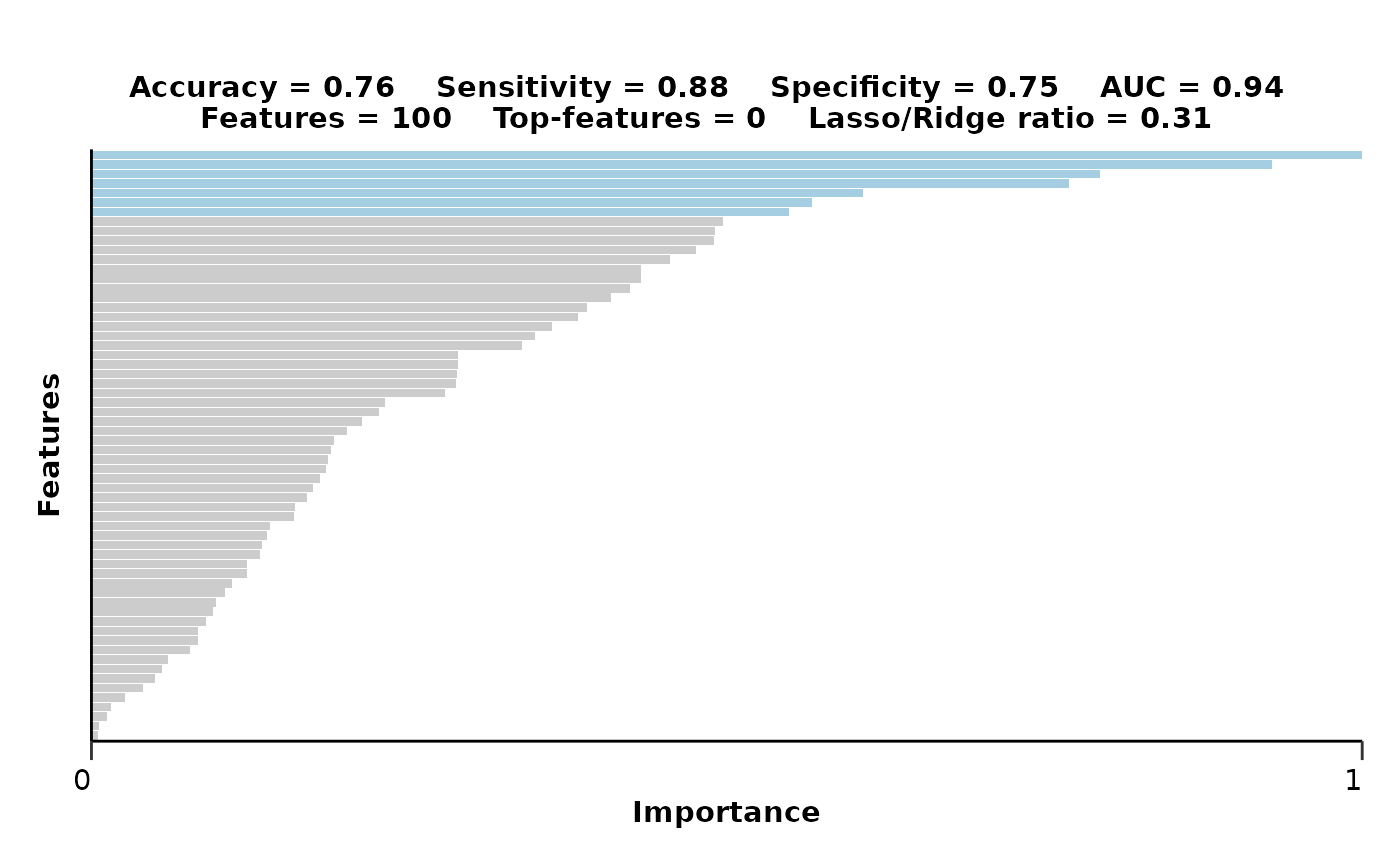 Accuracy = 0.76    Sensitivity = 0.88    Specificity = 0.75    AUC = 0.94
Features = 100    Top-features = 0    Lasso/Ridge ratio = 0.31
Features
0
1
Importance